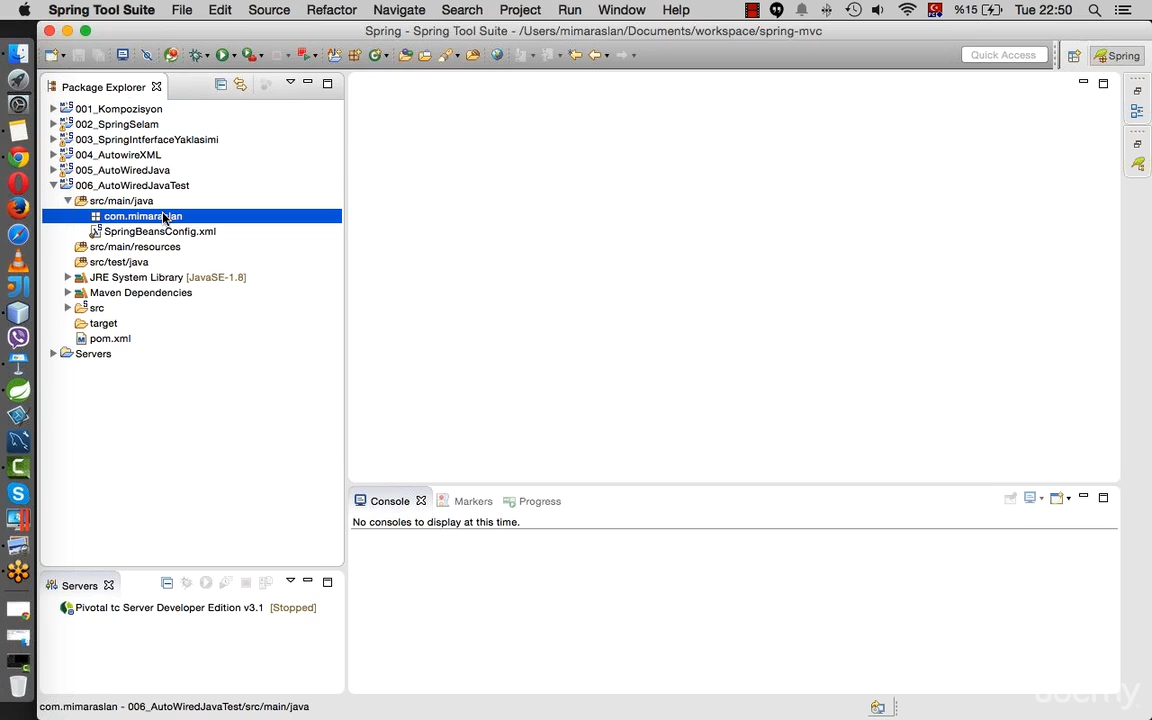 Spring Tool Suite File Edit Source Refactor Navigate Search Project Run Window Help %15 Tue 22:50
Spring - Spring Tool Suite - /Users/mimaraslan/Documents/workspace/spring-mvc
Quick Access Spring
Package Explorer
001_Kompozisyon
002_SpringSelam
003_SpringIntferfaceYaklasimi
004_AutowireXML
005_AutoWiredJava
006_AutoWiredJavaTest
src/main/java
com.mimaraslan
SpringBeansConfig.xml
src/main/resources
src/test/java
JRE System Library [JavaSE-1.8]
Maven Dependencies
src
target
pom.xml
Servers
Console Markers Progress
No consoles to display at this time.
Servers
Pivotal tc Server Developer Edition v3.1 [Stopped]
com.mimaraslan - 006_AutoWiredJavaTest/src/main/java
udemy